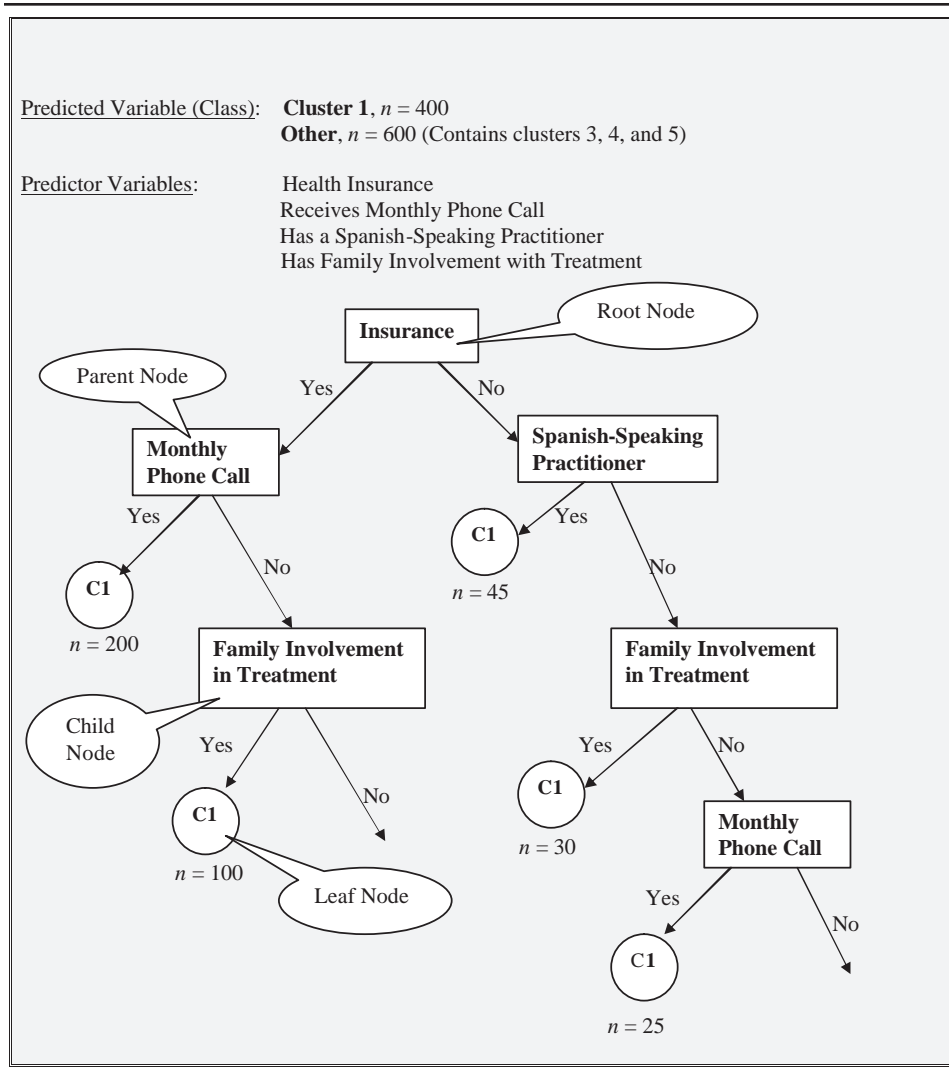 Predicted Variable (Class): Cluster 1, n = 400
Other, n = 600 (Contains clusters 3, 4, and 5)
Predictor Variables: Health Insurance
Receives Monthly Phone Call
Has a Spanish-Speaking Practitioner
Has Family Involvement with Treatment
Root Node
Insurance
Parent Node
Yes
No
Monthly
Phone Call
Spanish-Speaking
Practitioner
Yes
No
C1
n = 200
Yes
No
C1
n = 45
Family Involvement
in Treatment
Family Involvement
in Treatment
Child
Node
Yes
No
C1
n = 100
Leaf Node
Yes
No
C1
n = 30
Monthly
Phone Call
Yes
No
C1
n = 25